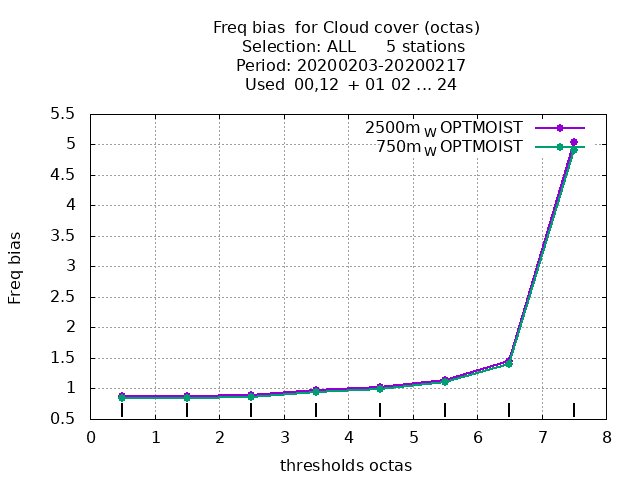 Freq bias  for Cloud cover (octas)
Selection: ALL      5 stations
Period: 20200203-20200217
Used  00,12  + 01 02 ... 24
2500m W OPTMOIST
750m W OPTMOIST
5.5
5
4.5
4
3.5
3
2.5
2
1.5
1
0.5
Freq bias
0 1 2 3 4 5 6 7 8
thresholds octas